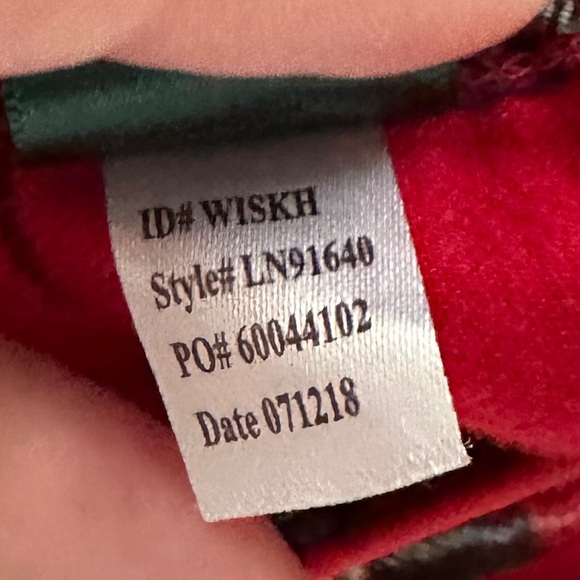 ID# WISKH
Style# LN91640
PO# 60044102
Date 071218